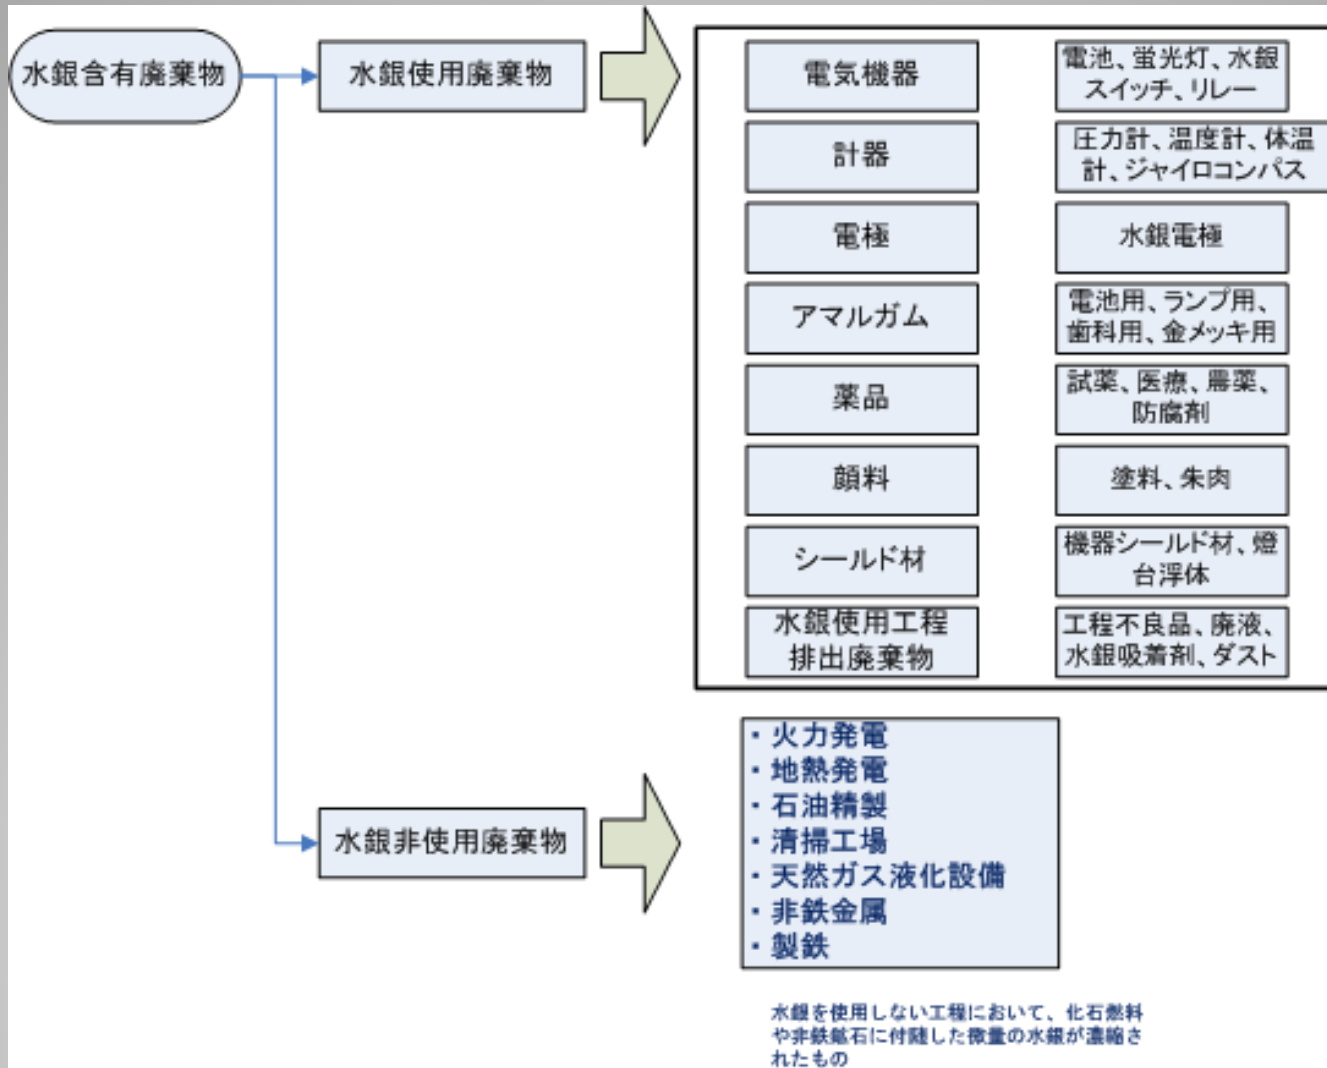 水銀含有廃棄物
水銀使用廃棄物
電気機器
電池、蛍光灯、水銀
スイッチ、リレー
計器
圧力計、温度計、体温
計、ジャイロコンパス
電極
水銀電極
アマルガム
電池用、ランプ用、
歯科用、金メッキ用
薬品
試薬、医療、農薬、
防腐剤
顔料
塗料、朱肉
シールド材
機器シールド材、燈
台浮体
水銀使用工程
排出廃棄物
工程不良品、廃液、
水銀吸着剤、ダスト
水銀非使用廃棄物
・火力発電
・地熱発電
・石油精製
・清掃工場
・天然ガス液化設備
・非鉄金属
・製鉄
水銀を使用しない工程において、化石燃料
や非鉄鉱石に付随した微量の水銀が濃縮さ
れたもの